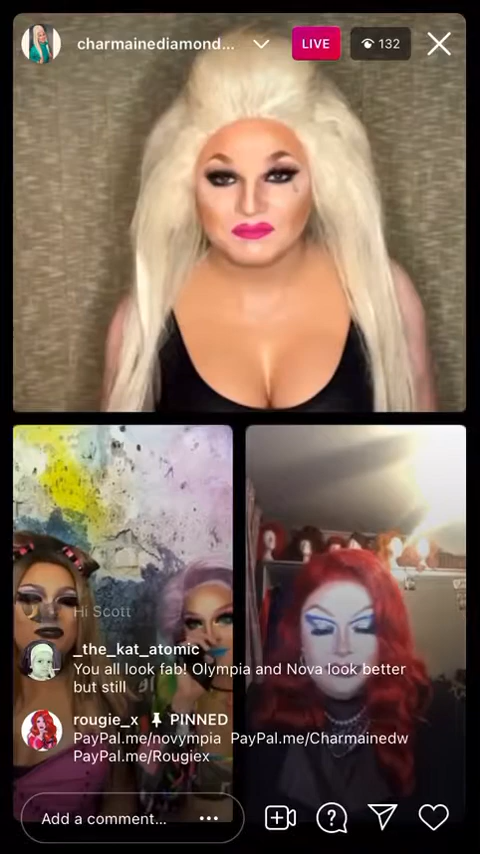 charmainediamond...
LIVE
132
Hi Scott
_the_kat_atomic
You all look fab! Olympia and Nova look better
but still
rougie_x PINNED
PayPal.me/novympia PayPal.me/Charmainedw
PayPal.me/Rougiex
Add a comment...